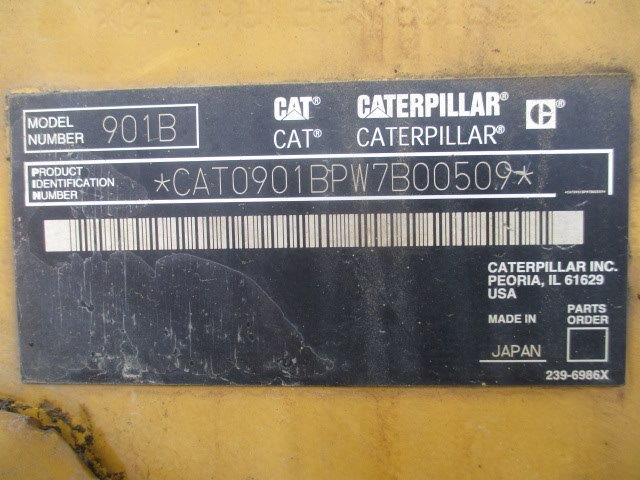 MODEL NUMBER 901B
CAT® CATERPILLAR® C®
CAT® CATERPILLAR®
PRODUCT IDENTIFICATION NUMBER *CAT0901BPW7B00509*
CATERPILLAR INC.
PEORIA, IL 61629
USA
MADE IN JAPAN
PARTS ORDER
239-6986X